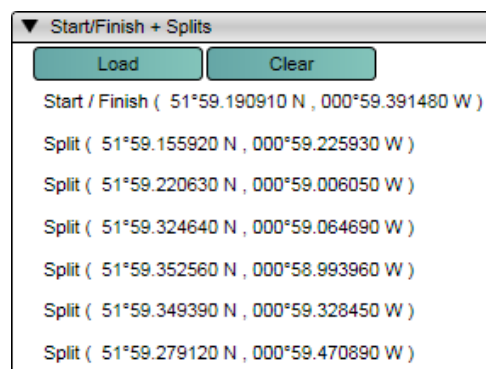 ▼ Start/Finish + Splits
Load Clear
Start / Finish ( 51°59.190910 N , 000°59.391480 W )
Split ( 51°59.155920 N , 000°59.225930 W )
Split ( 51°59.220630 N , 000°59.006050 W )
Split ( 51°59.324640 N , 000°59.064690 W )
Split ( 51°59.352560 N , 000°58.993960 W )
Split ( 51°59.349390 N , 000°59.328450 W )
Split ( 51°59.279120 N , 000°59.470890 W )